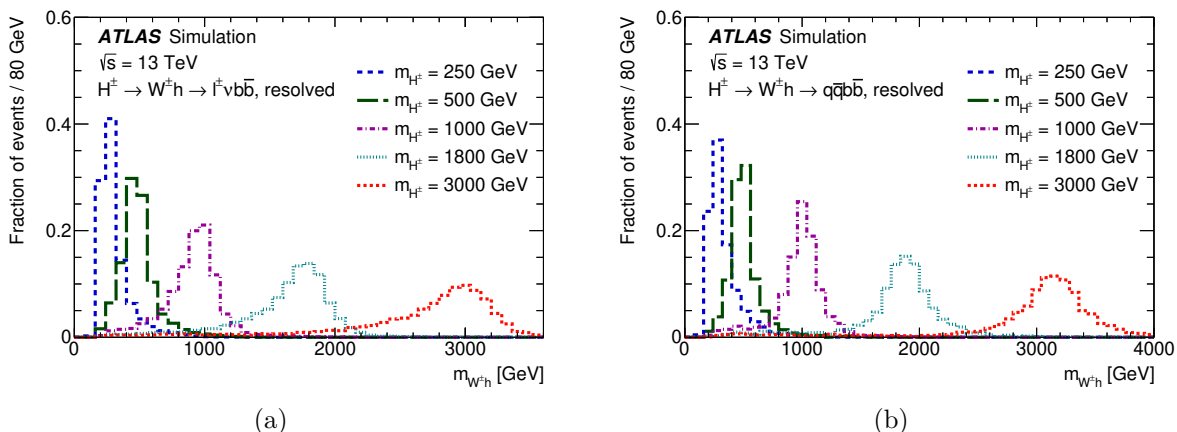 ATLAS Simulation
√s = 13 TeV
H± → W±h → l±νbb̅, resolved
m_H± = 250 GeV
m_H± = 500 GeV
m_H± = 1000 GeV
m_H± = 1800 GeV
m_H± = 3000 GeV
Fraction of events / 80 GeV
0.6
0.4
0.2
0
0 1000 2000 3000
m_W±h [GeV]
(a)
ATLAS Simulation
√s = 13 TeV
H± → W±h → qq̅bb̅, resolved
m_H± = 250 GeV
m_H± = 500 GeV
m_H± = 1000 GeV
m_H± = 1800 GeV
m_H± = 3000 GeV
Fraction of events / 80 GeV
0.6
0.4
0.2
0
0 1000 2000 3000 4000
m_W±h [GeV]
(b)